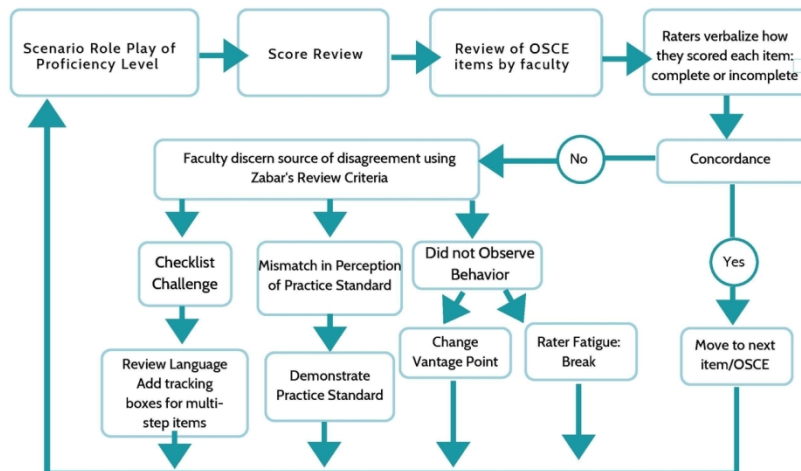 Scenario Role Play of
Proficiency Level
Score Review
Review of OSCE
items by faculty
Raters verbalize how
they scored each item:
complete or incomplete
Faculty discern source of disagreement using
Zabar's Review Criteria
No
Concordance
Checklist
Challenge
Mismatch in Perception
of Practice Standard
Did not Observe
Behavior
Yes
Review Language
Add tracking
boxes for multi-
step items
Demonstrate
Practice Standard
Change
Vantage Point
Rater Fatigue:
Break
Move to next
item/OSCE